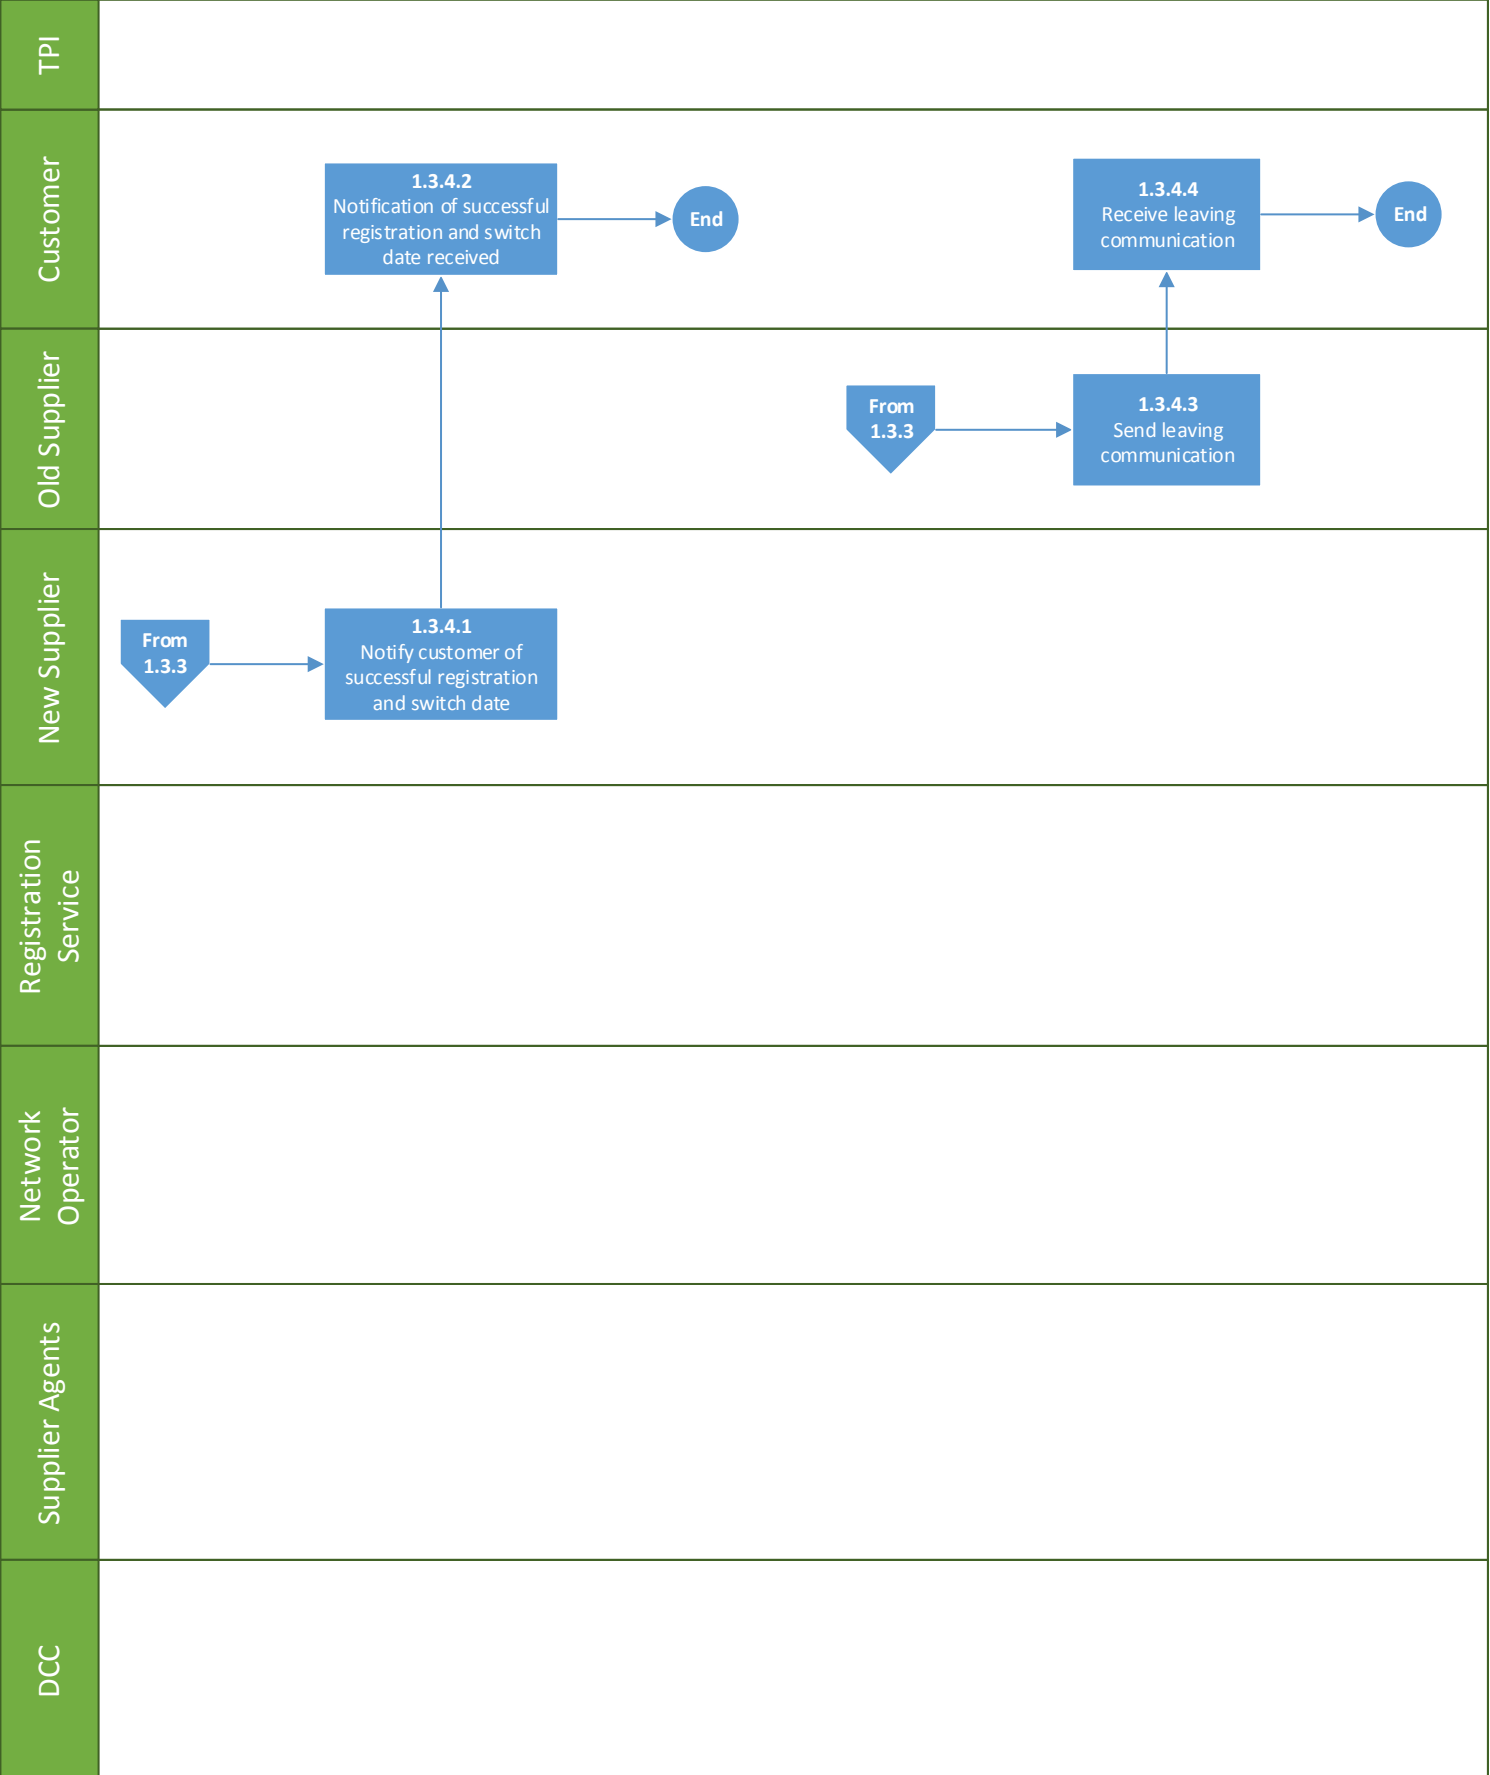 TPI
Customer
1.3.4.2
Notification of successful
registration and switch
date received
End
1.3.4.4
Receive leaving
communication
End
Old Supplier
From
1.3.3
1.3.4.3
Send leaving
communication
New Supplier
From
1.3.3
1.3.4.1
Notify customer of
successful registration
and switch date
Registration
Service
Network
Operator
Supplier Agents
DCC